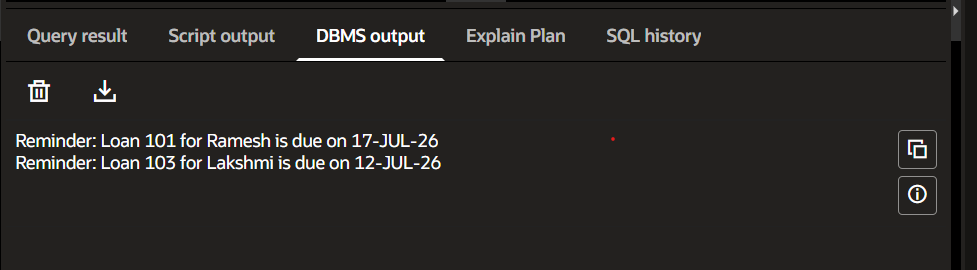 Query result Script output DBMS output Explain Plan SQL history
Reminder: Loan 101 for Ramesh is due on 17-JUL-26
Reminder: Loan 103 for Lakshmi is due on 12-JUL-26